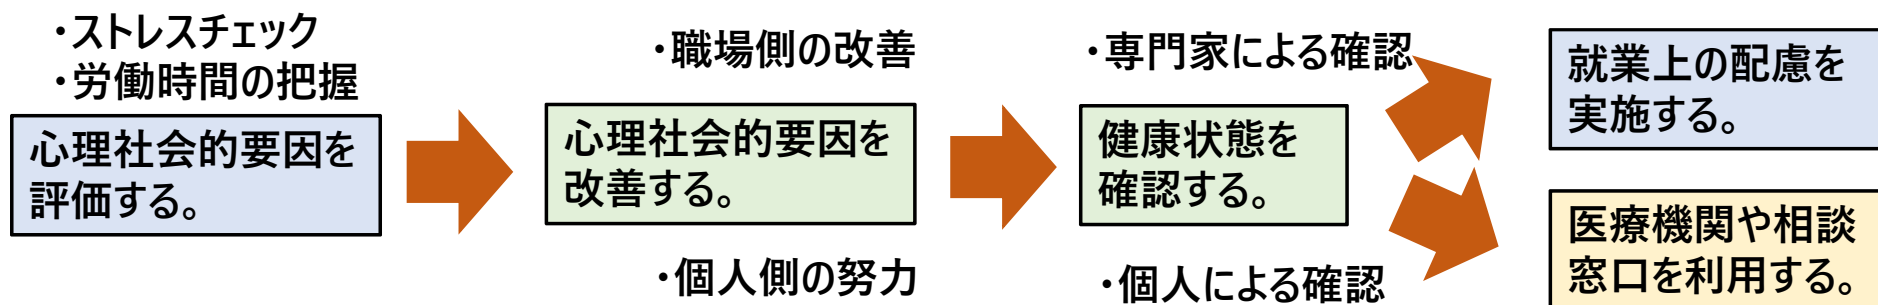 ・ストレスチェック
・労働時間の把握
心理社会的要因を
評価する。
・職場側の改善
心理社会的要因を
改善する。
・個人側の努力
・専門家による確認
健康状態を
確認する。
・個人による確認
就業上の配慮を
実施する。
医療機関や相談
窓口を利用する。